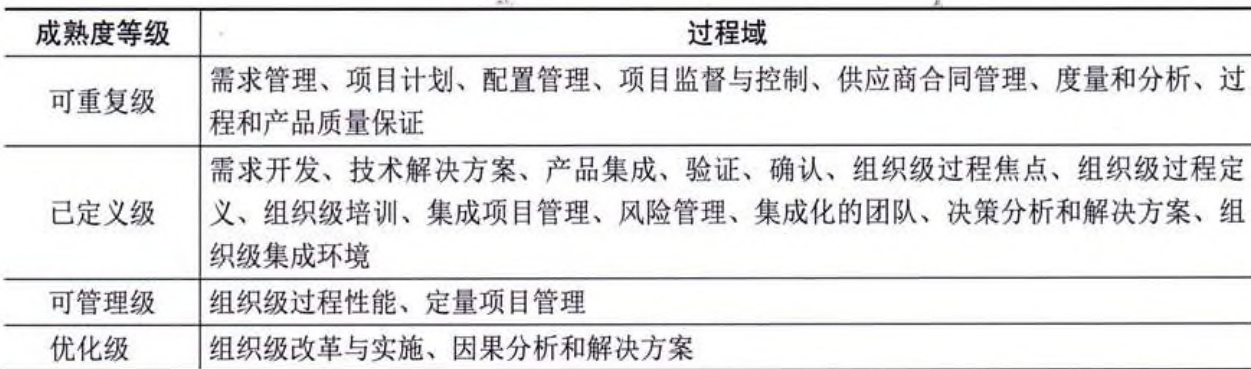 成熟度等级 过程域
可重复级 需求管理、项目计划、配置管理、项目监督与控制、供应商合同管理、度量和分析、过
程和产品质量保证
已定义级 需求开发、技术解决方案、产品集成、验证、确认、组织级过程焦点、组织级过程定
义、组织级培训、集成项目管理、风险管理、集成化的团队、决策分析和解决方案、组
织级集成环境
可管理级 组织级过程性能、定量项目管理
优化级 组织级改革与实施、因果分析和解决方案